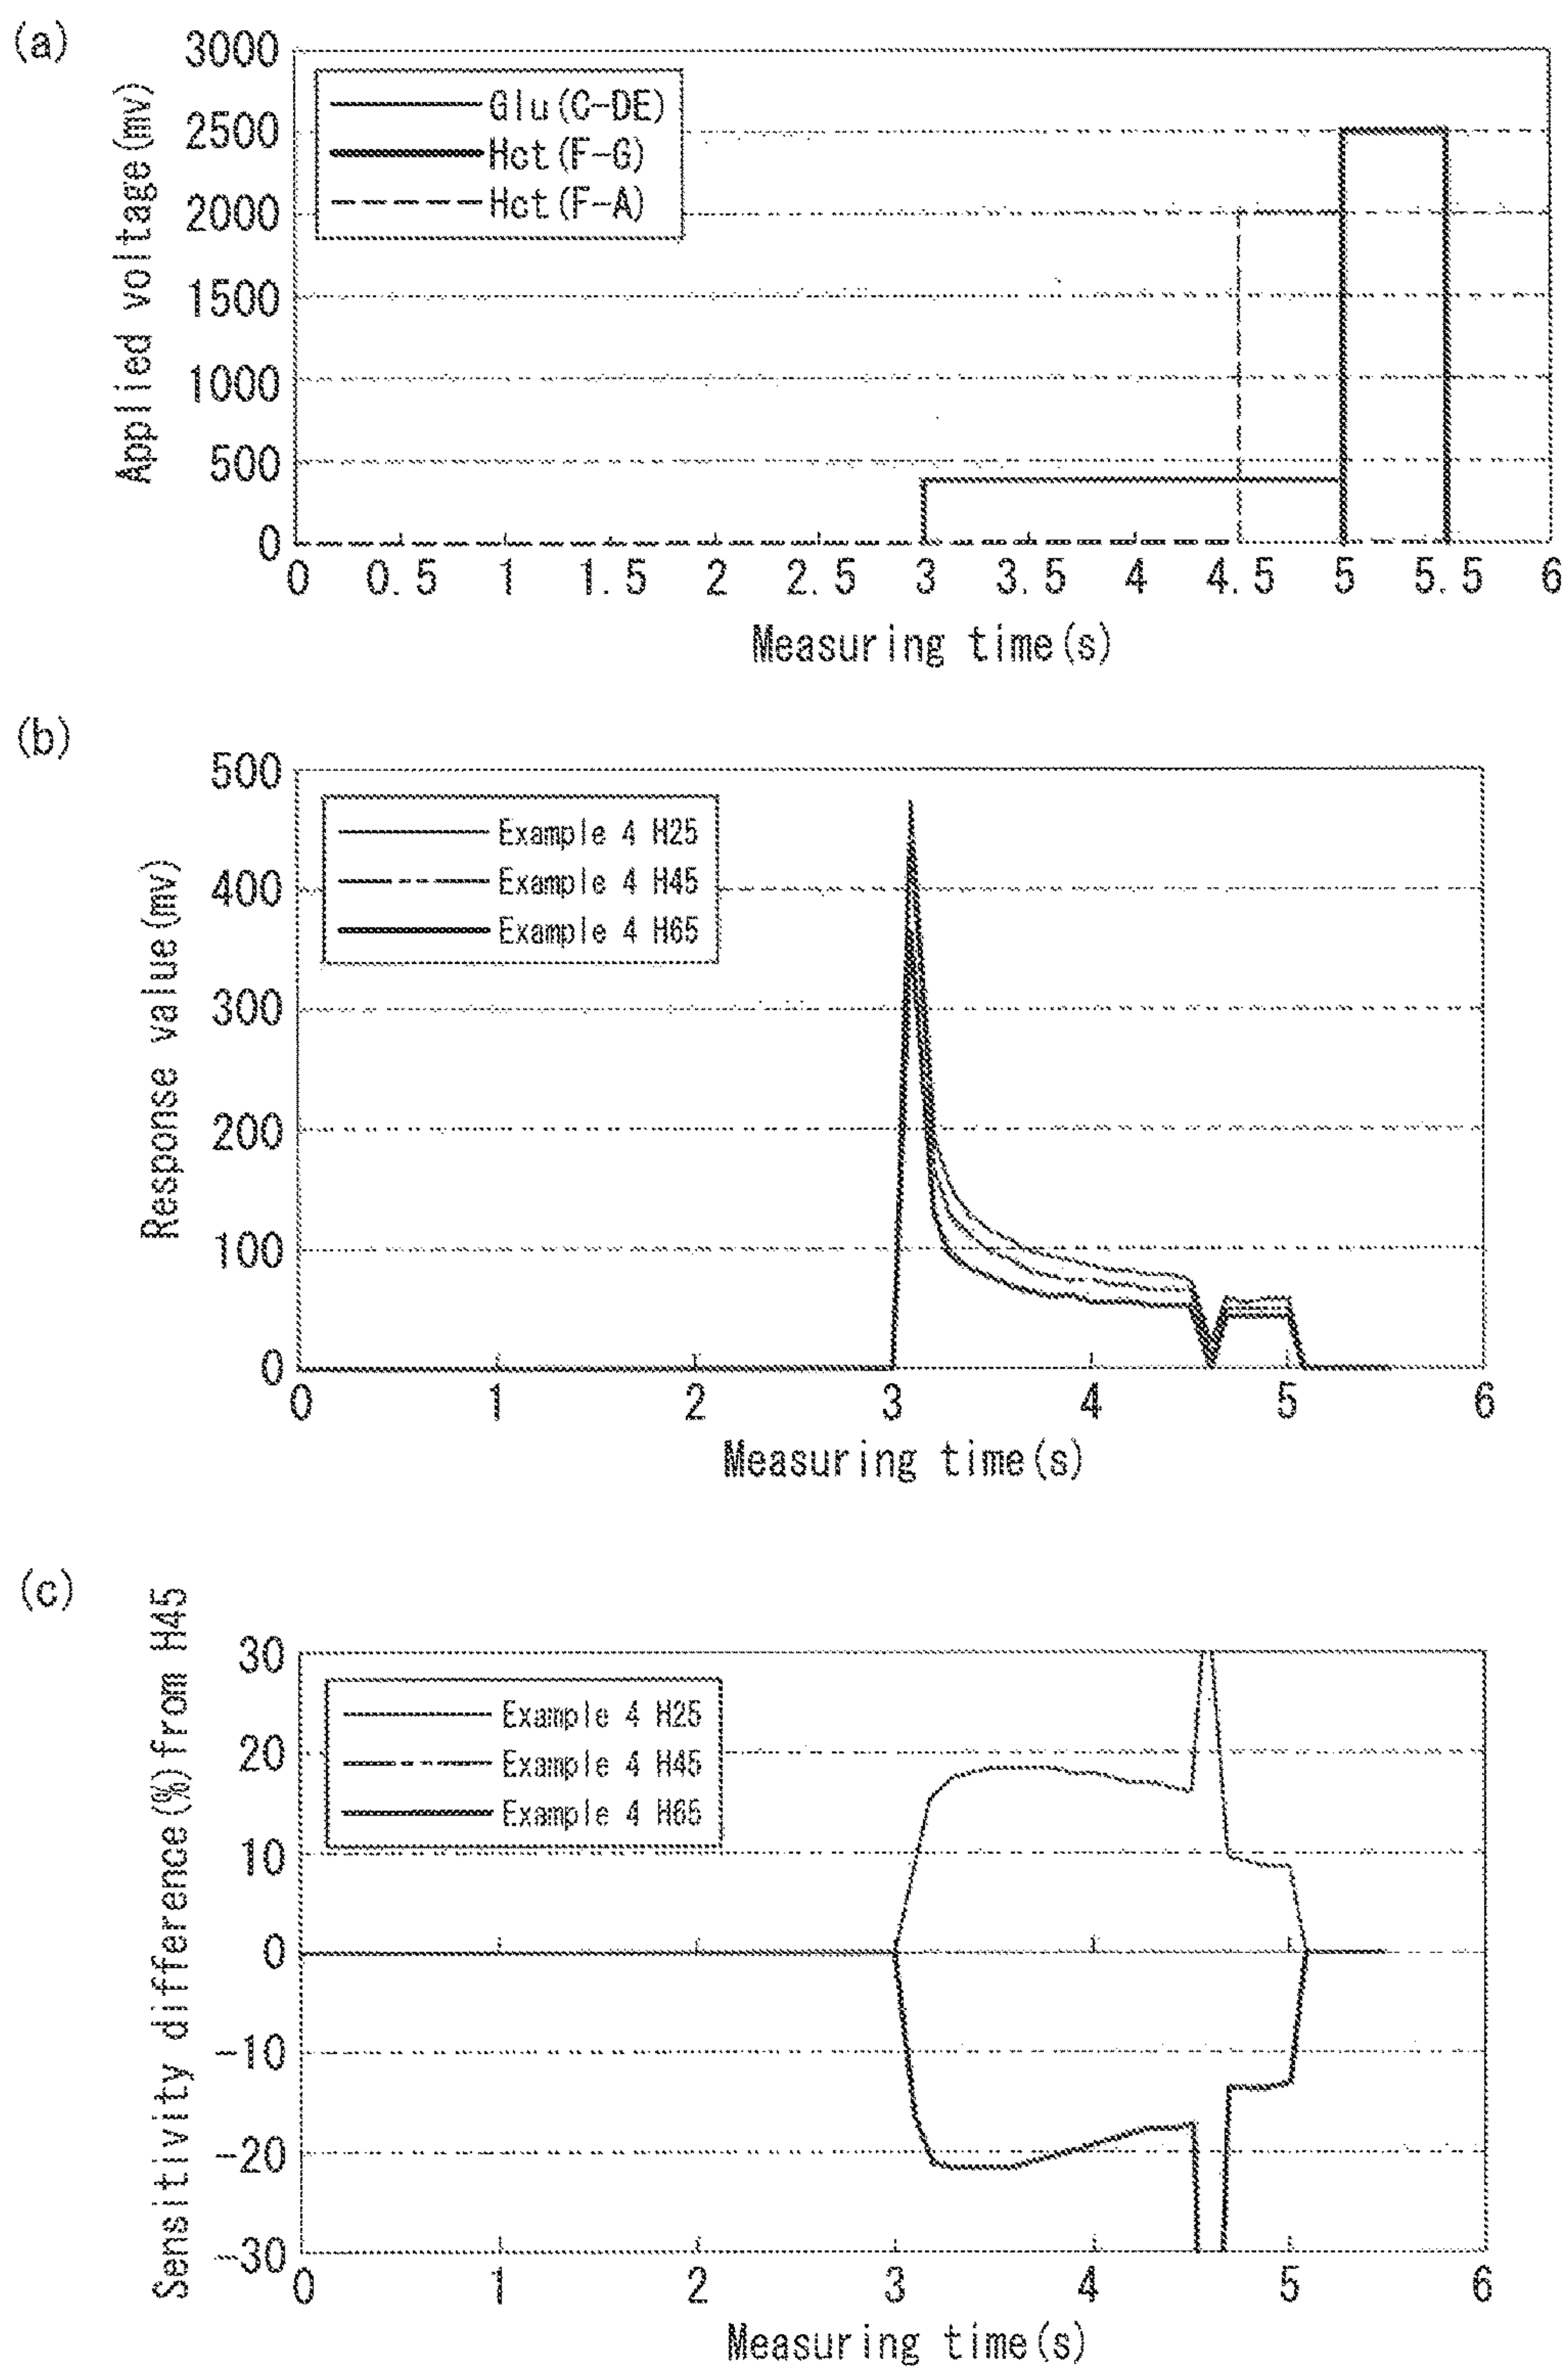 (a)
3000
2500
2000
1500
1000
500
0
Applied voltage(mv)
Glu(C-DE)
Hct(F-G)
Hct(F-A)
0 0.5 1 1.5 2 2.5 3 3.5 4 4.5 5 5.5 6
Measuring time(s)
(b)
500
400
300
200
100
0
Response value(mv)
Example 4 H25
Example 4 H45
Example 4 H65
0 1 2 3 4 5 6
Measuring time(s)
(c)
30
20
10
0
-10
-20
-30
Sensitivity difference(%)from H45
Example 4 H25
Example 4 H45
Example 4 H65
0 1 2 3 4 5 6
Measuring time(s)